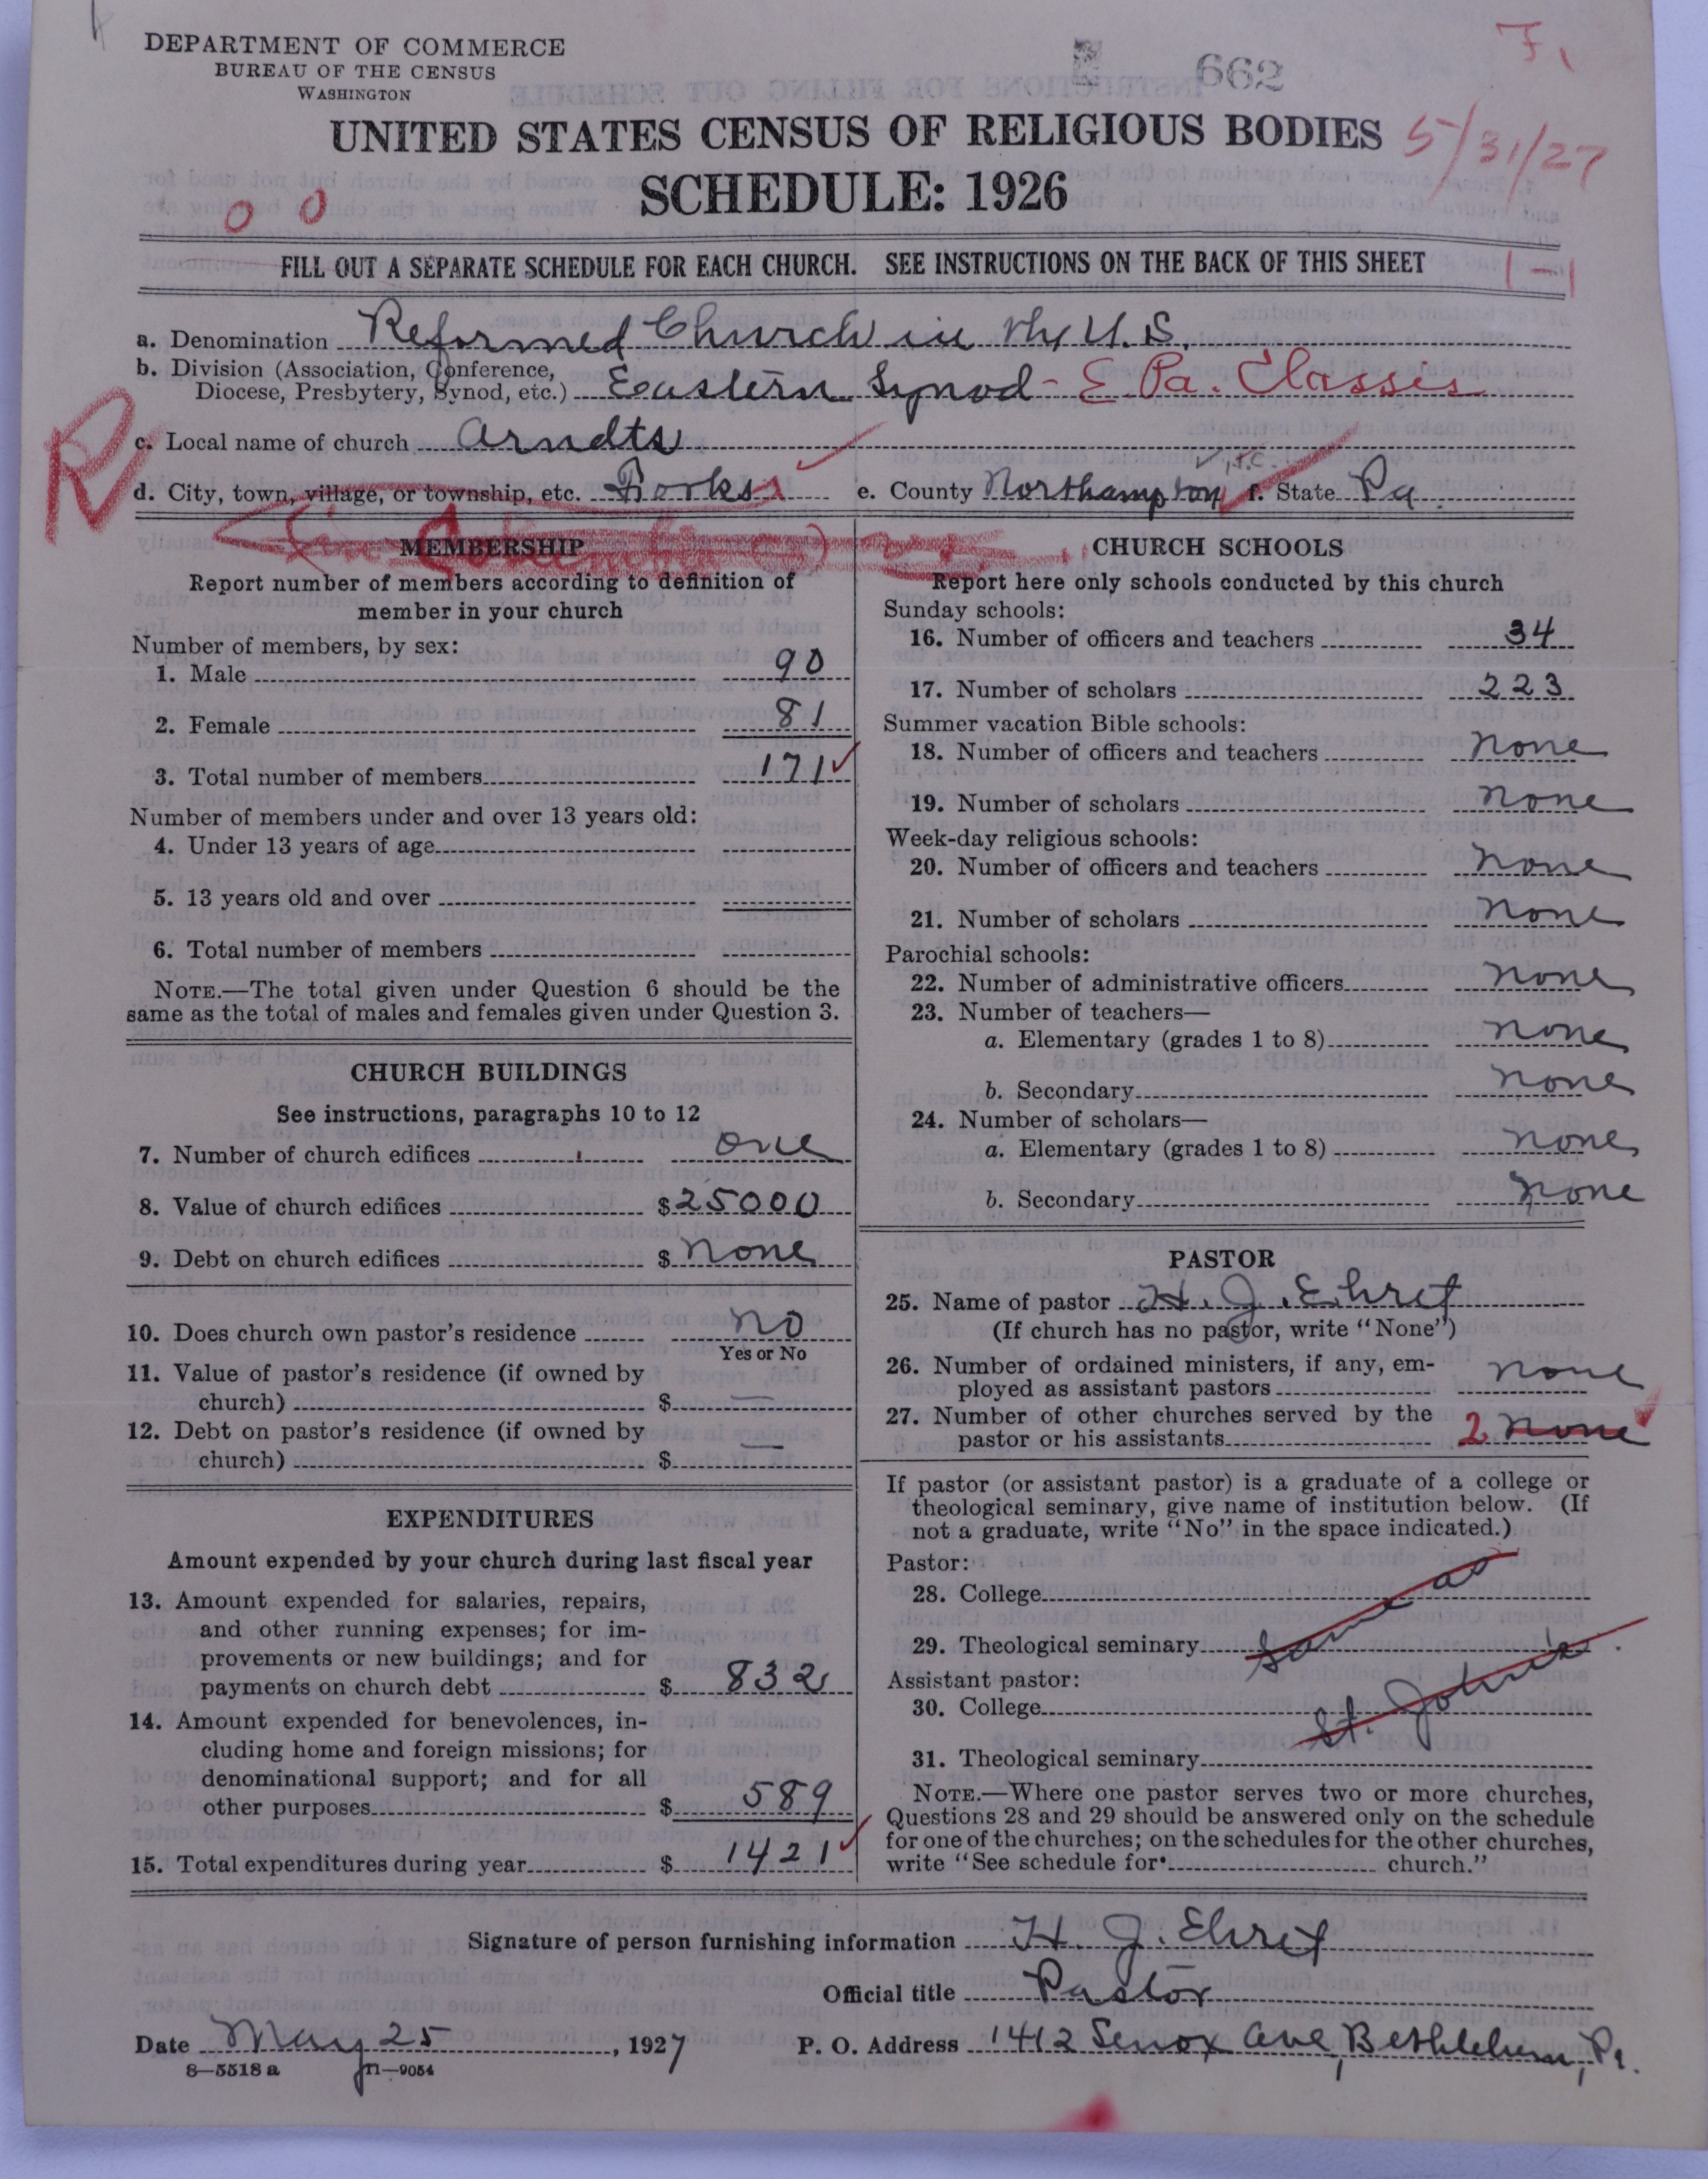 DEPARTMENT OF COMMERCE
BUREAU OF THE CENSUS
WASHINGTON
662
UNITED STATES CENSUS OF RELIGIOUS BODIES
5/31/27
SCHEDULE: 1926
0 0
FILL OUT A SEPARATE SCHEDULE FOR EACH CHURCH. SEE INSTRUCTIONS ON THE BACK OF THIS SHEET
1-1
a. Denomination Reformed Church in the U.S.
b. Division (Association, Conference,
Diocese, Presbytery, Synod, etc.) Eastern Synod - E. Pa. Classis
c. Local name of church Arndts
R
d. City, town, village, or township, etc. Forks e. County Northampton f. State Pa.
MEMBERSHIP
Report number of members according to definition of
member in your church
Number of members, by sex:
1. Male 90
2. Female 81
3. Total number of members 171
Number of members under and over 13 years old:
4. Under 13 years of age
5. 13 years old and over
6. Total number of members
NOTE.—The total given under Question 6 should be the
same as the total of males and females given under Question 3.
CHURCH BUILDINGS
See instructions, paragraphs 10 to 12
7. Number of church edifices one
8. Value of church edifices $25000
9. Debt on church edifices $ none
10. Does church own pastor's residence no
Yes or No
11. Value of pastor's residence (if owned by
church) $ —
12. Debt on pastor's residence (if owned by
church) $ —
EXPENDITURES
Amount expended by your church during last fiscal year
13. Amount expended for salaries, repairs,
and other running expenses; for im-
provements or new buildings; and for
payments on church debt $ 832
14. Amount expended for benevolences, in-
cluding home and foreign missions; for
denominational support; and for all
other purposes $ 589
15. Total expenditures during year $ 1421
CHURCH SCHOOLS
Report here only schools conducted by this church
Sunday schools:
16. Number of officers and teachers 34
17. Number of scholars 223
Summer vacation Bible schools:
18. Number of officers and teachers none
19. Number of scholars none
Week-day religious schools:
20. Number of officers and teachers none
21. Number of scholars none
Parochial schools:
22. Number of administrative officers none
23. Number of teachers—
a. Elementary (grades 1 to 8) none
b. Secondary none
24. Number of scholars—
a. Elementary (grades 1 to 8) none
b. Secondary none
PASTOR
25. Name of pastor H. J. Ehret
(If church has no pastor, write "None")
26. Number of ordained ministers, if any, em-
ployed as assistant pastors none
27. Number of other churches served by the
pastor or his assistants 2 none
If pastor (or assistant pastor) is a graduate of a college or
theological seminary, give name of institution below. (If
not a graduate, write "No" in the space indicated.)
Pastor:
28. College
29. Theological seminary same as
Assistant pastor:
30. College St. John's
31. Theological seminary
NOTE.—Where one pastor serves two or more churches,
Questions 28 and 29 should be answered only on the schedule
for one of the churches; on the schedules for the other churches,
write "See schedule for church."
Signature of person furnishing information H. J. Ehret
Official title Pastor
Date May 25, 1927 P. O. Address 1412 Lenox Ave, Bethlehem, Pa.
8—5518 a jn—9054